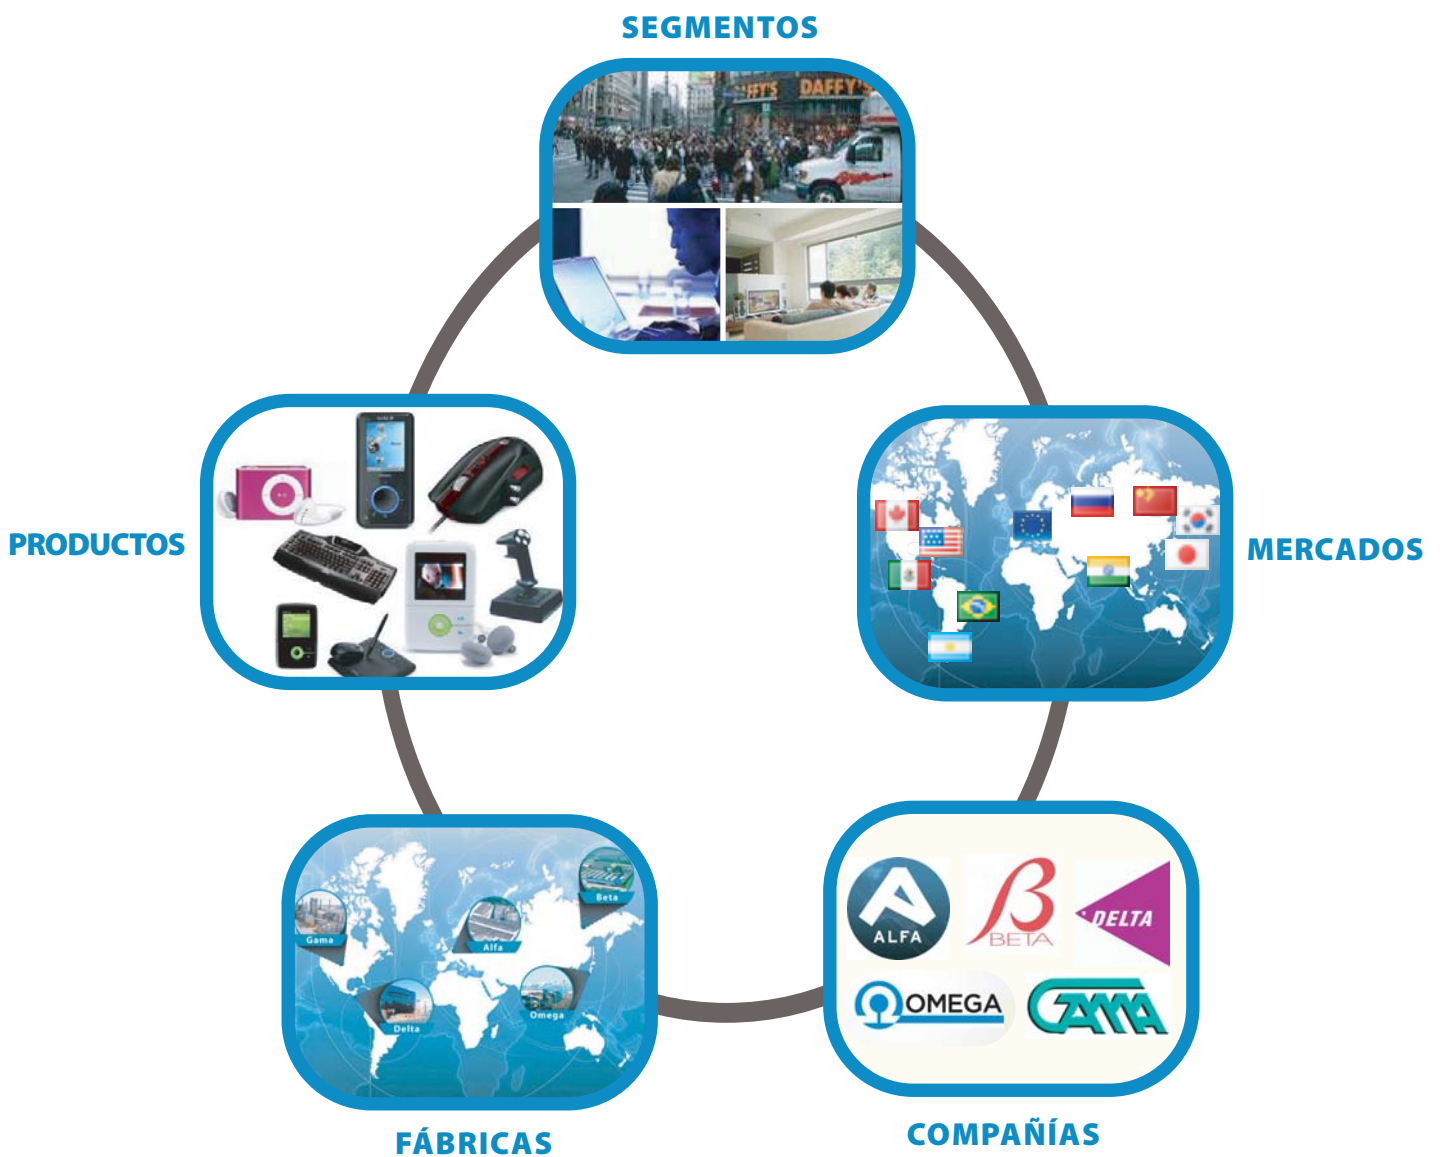 SEGMENTOS
DAFFY'S
PRODUCTOS
MERCADOS
Gama
Alfa
Beta
Delta
Omega
ALFA
BETA
DELTA
OMEGA
GAMA
FÁBRICAS
COMPAÑÍAS